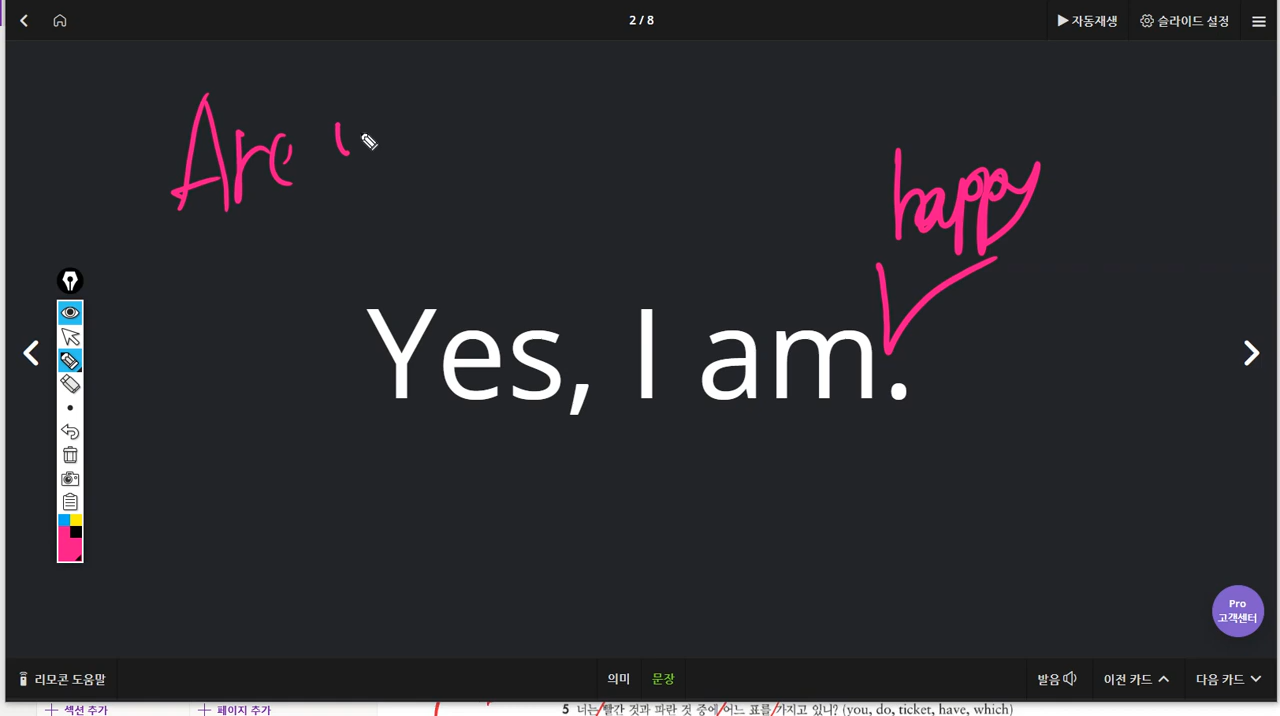 2 / 8
자동재생
슬라이드 설정
Are
happy
Yes, I am.
Pro
고객센터
리모콘 도움말
의미
문장
발음
이전 카드
다음 카드
섹션 추가
페이지 추가
5 너는 빨간 것과 파란 것 중에 어느 표를 가지고 있니? (you, do, ticket, have, which)